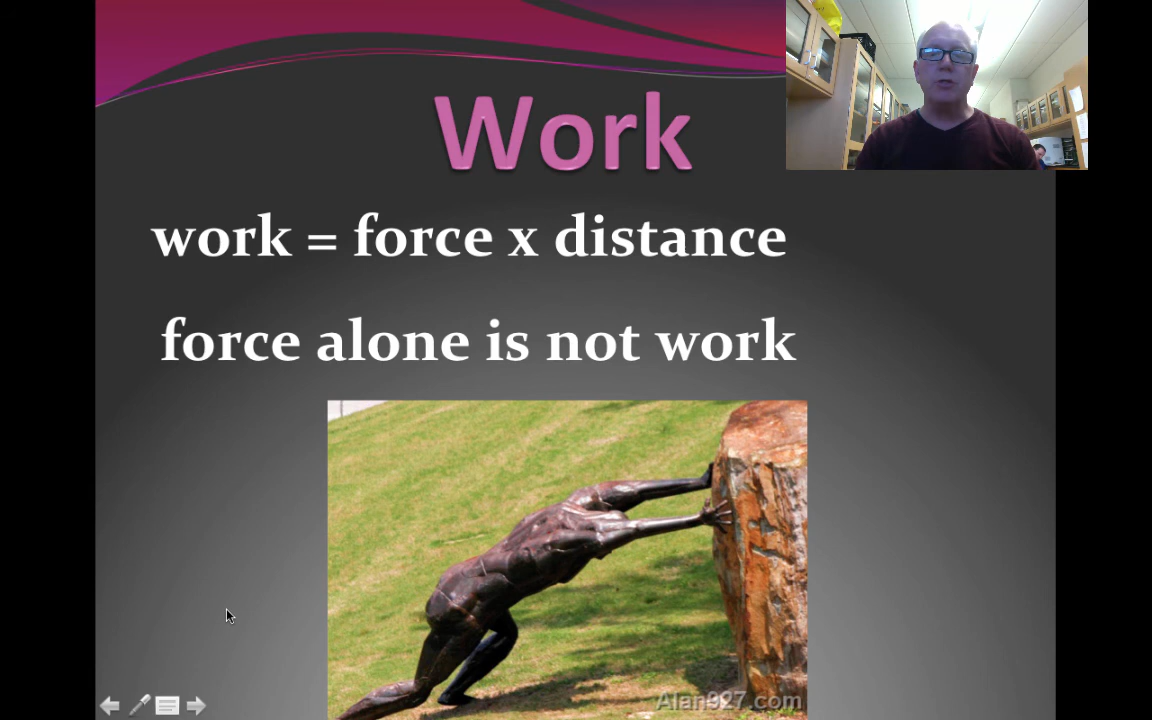 Work
work = force x distance
force alone is not work
Alan927.com